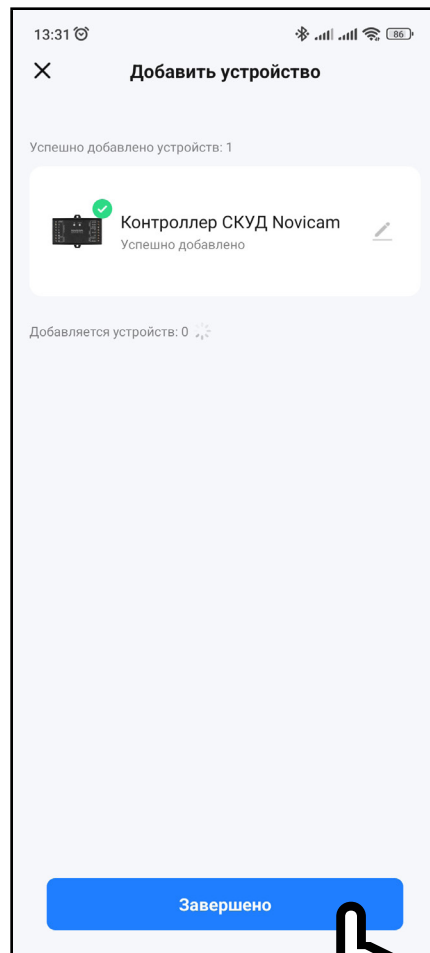 13:31
86
Добавить устройство
Успешно добавлено устройств: 1
Контроллер СКУД Novicam
Успешно добавлено
Добавляется устройств: 0
Завершено